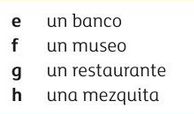 e un banco
f un museo
g un restaurante
h una mezquita